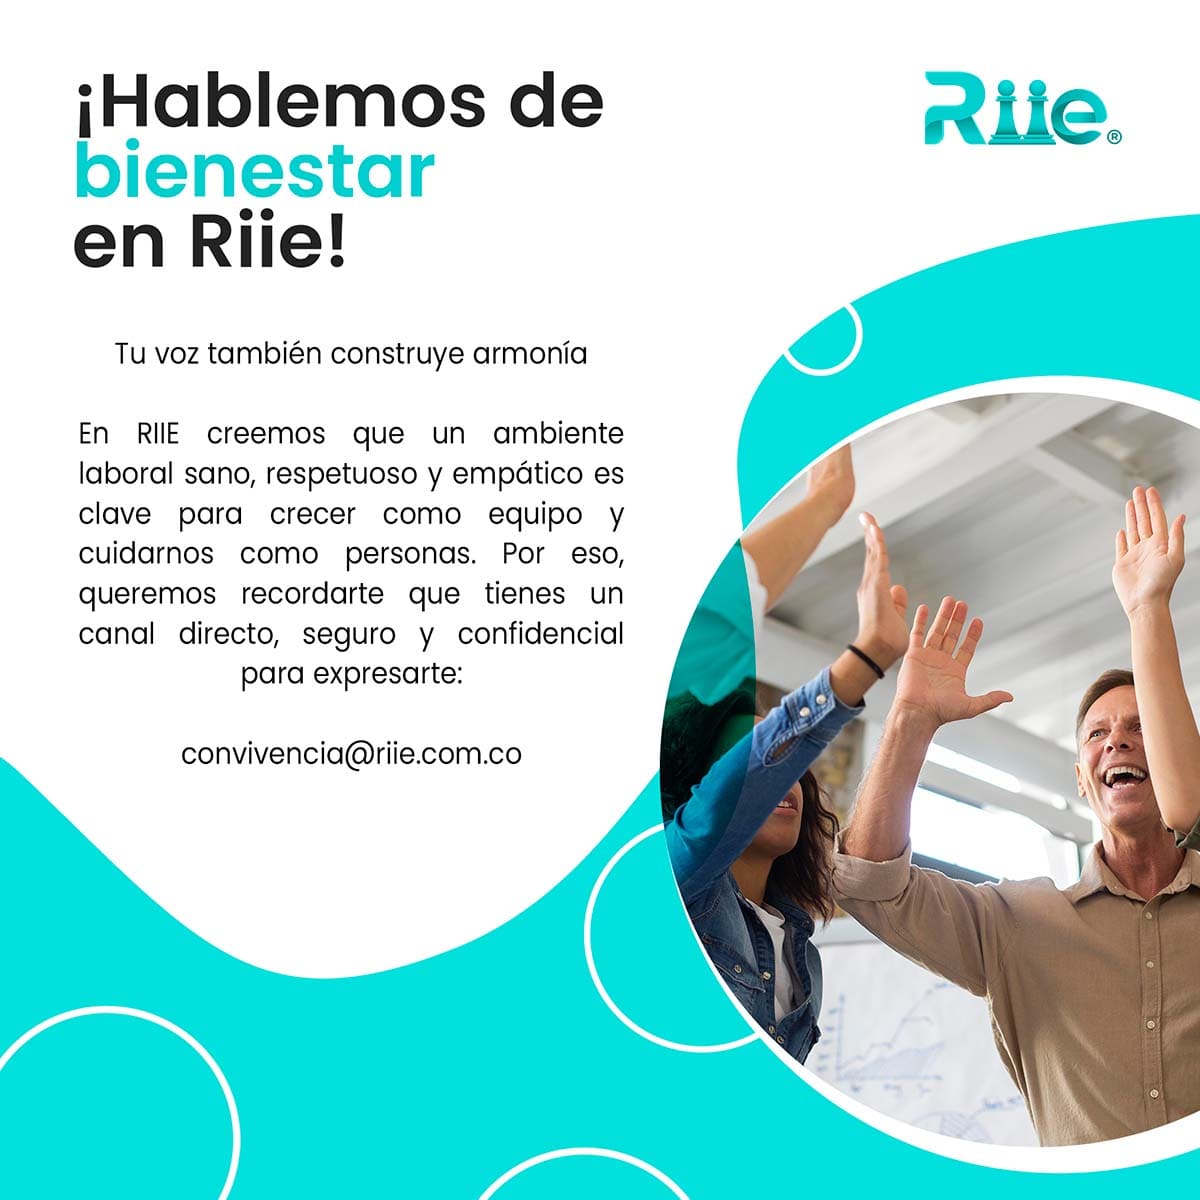 ¡Hablemos de
bienestar
en Riie!
Riie®
Tu voz también construye armonía
En RIIE creemos que un ambiente
laboral sano, respetuoso y empático es
clave para crecer como equipo y
cuidarnos como personas. Por eso,
queremos recordarte que tienes un
canal directo, seguro y confidencial
para expresarte:
convivencia@riie.com.co